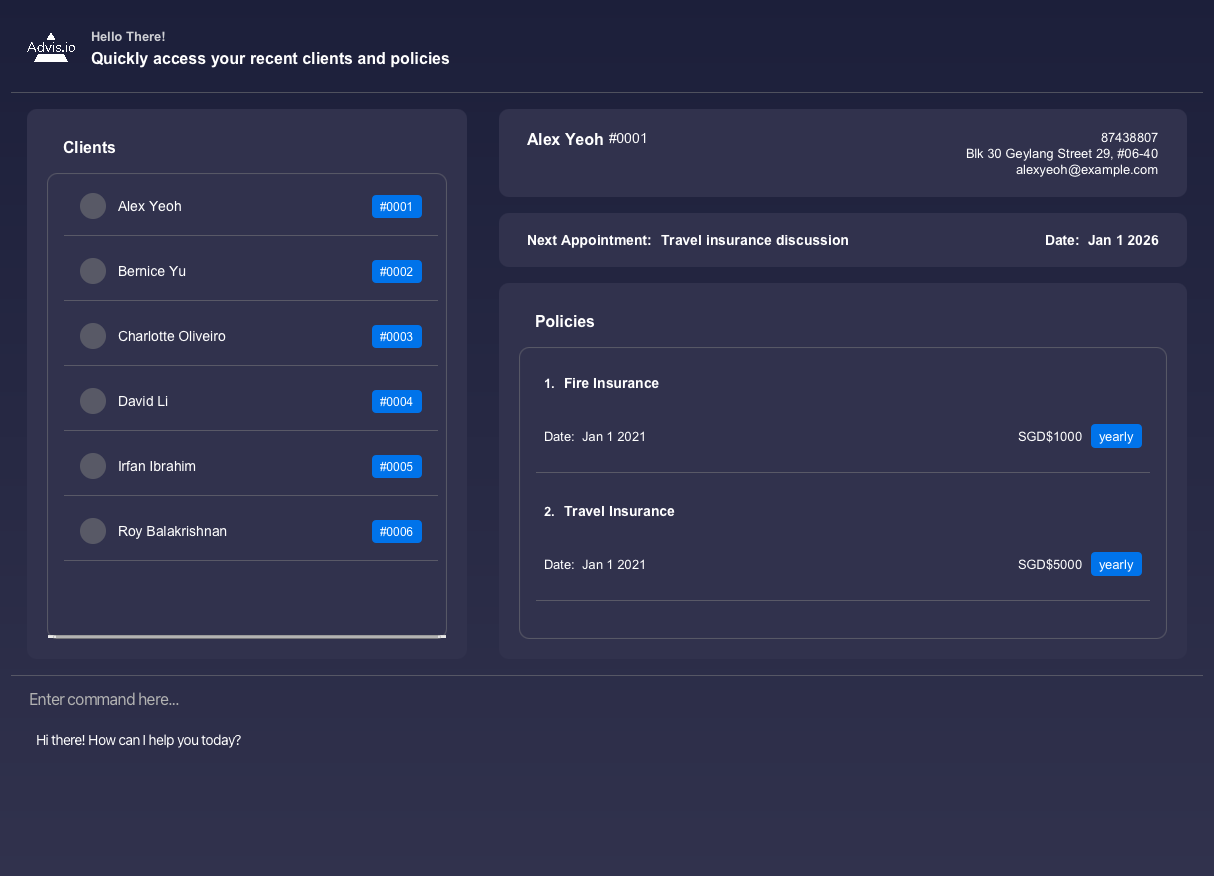 Advis.io
Hello There!
Quickly access your recent clients and policies
Clients
Alex Yeoh #0001
Bernice Yu #0002
Charlotte Oliveiro #0003
David Li #0004
Irfan Ibrahim #0005
Roy Balakrishnan #0006
Alex Yeoh #0001
87438807
Blk 30 Geylang Street 29, #06-40
alexyeoh@example.com
Next Appointment: Travel insurance discussion Date: Jan 1 2026
Policies
1. Fire Insurance
Date: Jan 1 2021 SGD$1000 yearly
2. Travel Insurance
Date: Jan 1 2021 SGD$5000 yearly
Enter command here...
Hi there! How can I help you today?